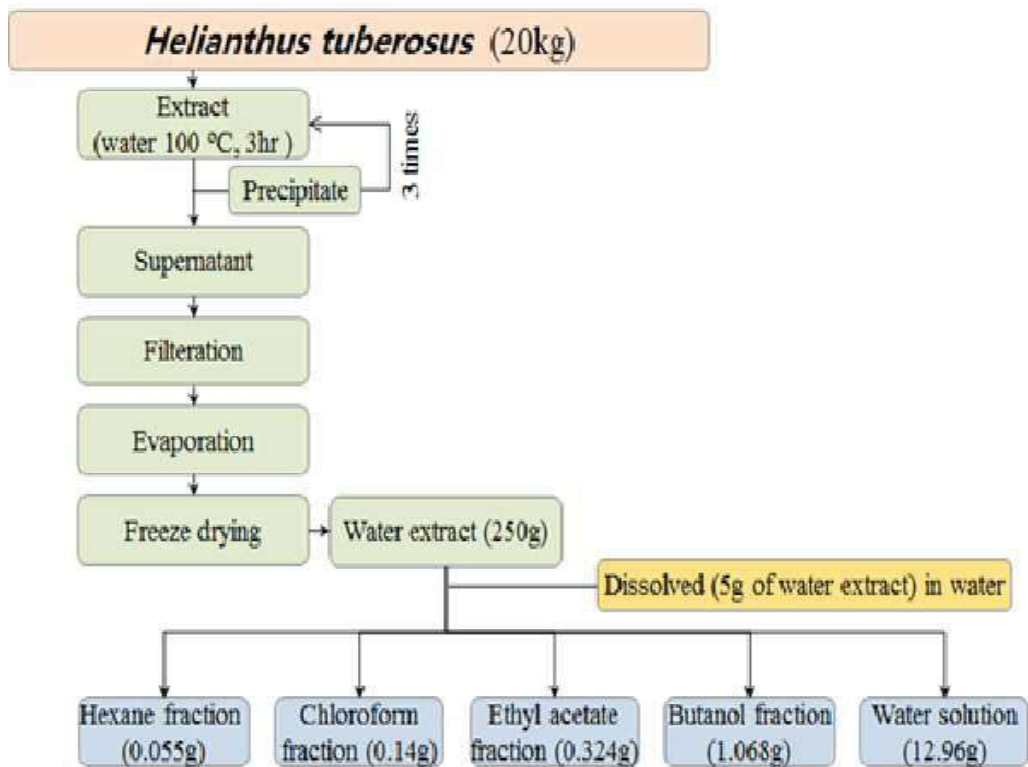 Helianthus tuberosus (20kg)
Extract
(water 100 ℃, 3hr )
3 times
Precipitate
Supernatant
Filteration
Evaporation
Freeze drying
Water extract (250g)
Dissolved (5g of water extract) in water
Hexane fraction
(0.055g)
Chloroform
fraction (0.14g)
Ethyl acetate
fraction (0.324g)
Butanol fraction
(1.068g)
Water solution
(12.96g)